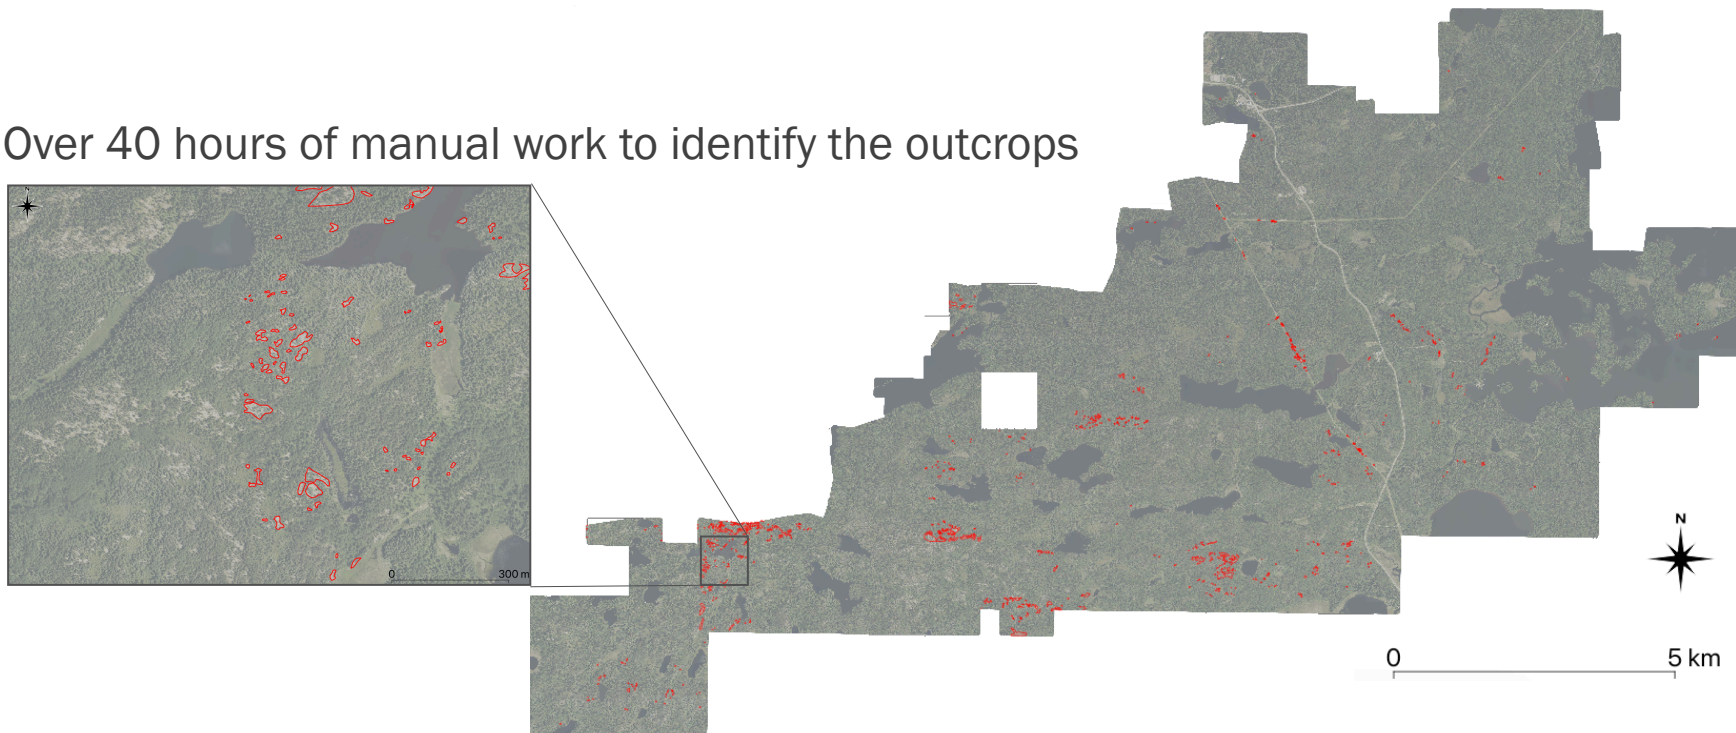 Over 40 hours of manual work to identify the outcrops
0 300 m
N
0 5 km